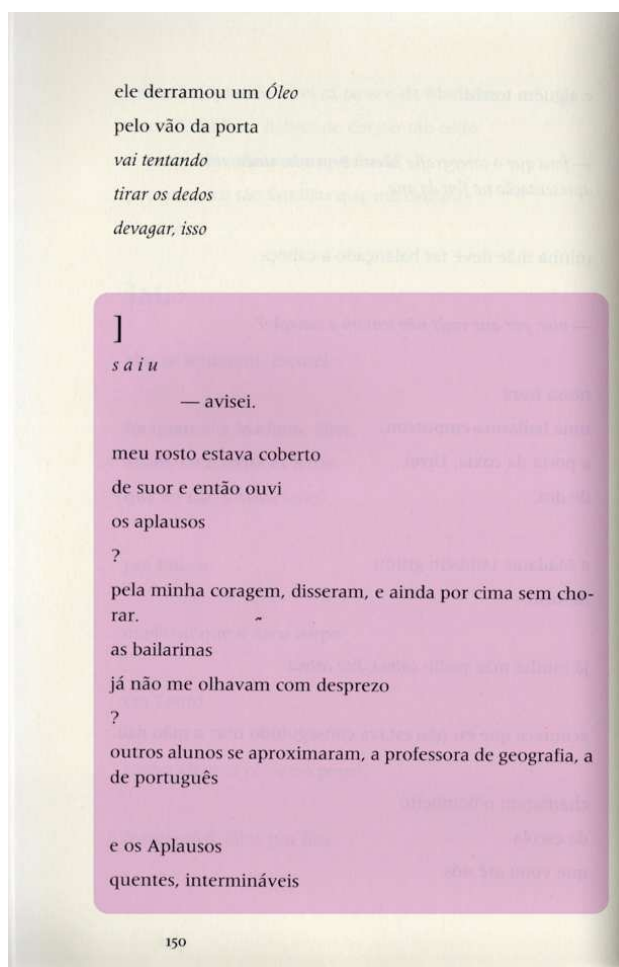 ele derramou um Óleo
pelo vão da porta
vai tentando
tirar os dedos
devagar, isso
]
saiu
— avisei.
meu rosto estava coberto
de suor e então ouvi
os aplausos
?
pela minha coragem, disseram, e ainda por cima sem cho-
rar.
as bailarinas
já não me olhavam com desprezo
?
outros alunos se aproximaram, a professora de geografia, a
de português
e os Aplausos
quentes, intermináveis
150